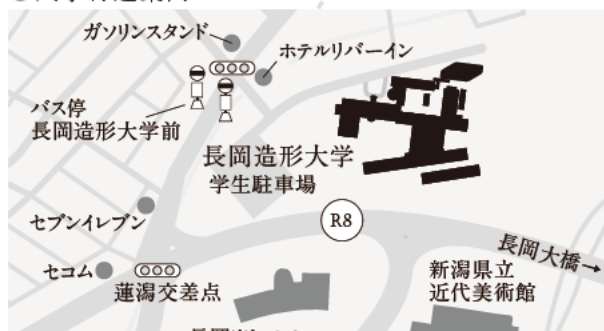 ガソリンスタンド
ホテルリバーイン
バス停
長岡造形大学前
長岡造形大学
学生駐車場
セブンイレブン
R8
長岡大橋→
セコム
蓮潟交差点
新潟県立
近代美術館